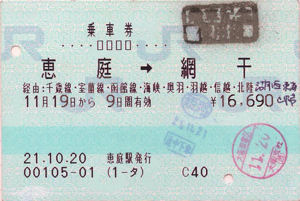 乗車券
□□□□
恵庭 → 網干
経由:千歳線・室蘭線・函館線・海峡・奥羽・羽越・信越・北陸
11月19日から 9日間有効 ¥16,690
21.10.20 恵庭駅発行
00105-01 (1-タ) C40